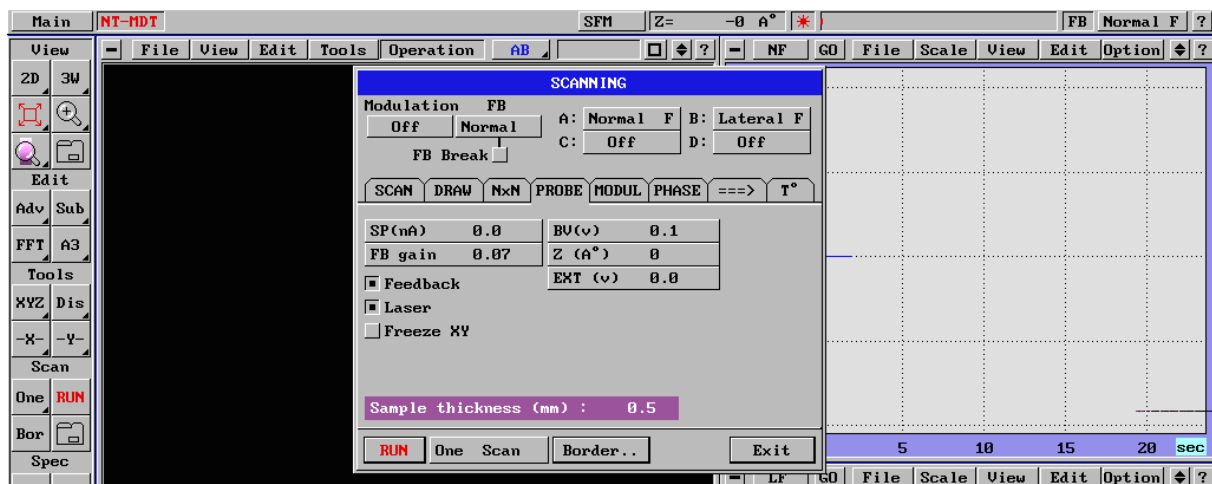 Main NT-MDT SFM Z= -0 A° FB Normal F ?
View File View Edit Tools Operation AB ? NF GO File Scale View Edit Option ?
2D 3W
SCANNING
Modulation FB
Off Normal A: Normal F B: Lateral F
C: Off D: Off
FB Break
Edit
SCAN DRAW NxN PROBE MODUL PHASE ===> T°
Adv Sub
SP(nA) 0.0 BV(v) 0.1
FFT A3 FB gain 0.07 Z (A°) 0
Tools
Feedback EXT (v) 0.0
XYZ Dis Laser
-X- -Y- Freeze XY
Scan
One RUN
Sample thickness (mm) : 0.5
Bor
RUN One Scan Border.. Exit 5 10 15 20 sec
Spec
LF GO File Scale View Edit Option ?